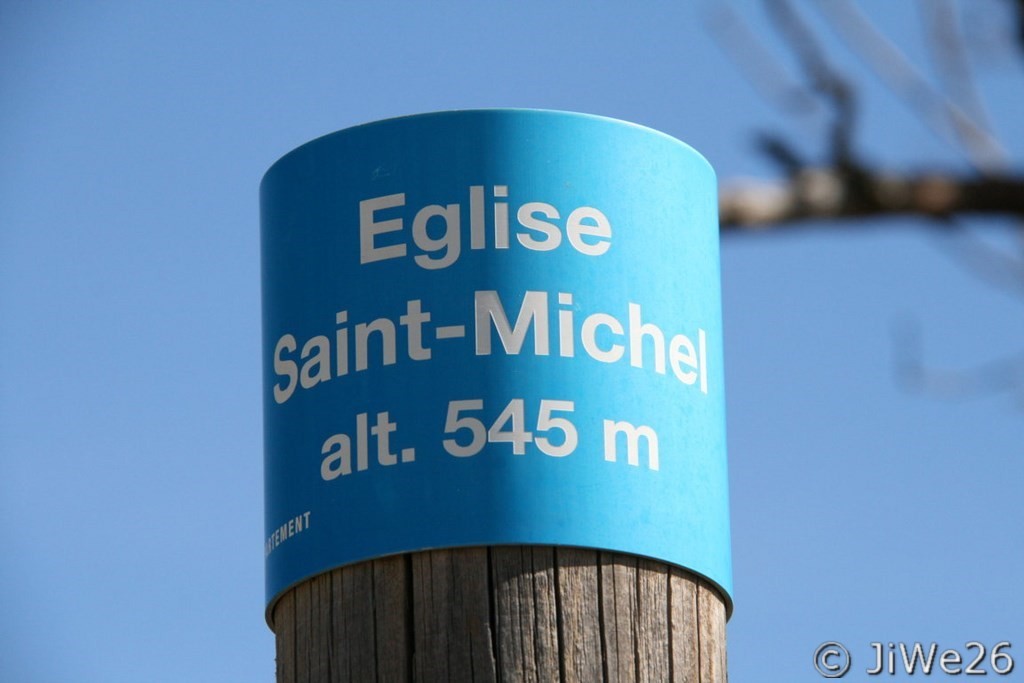 Eglise
Saint-Michel
alt. 545 m
© JiWe26